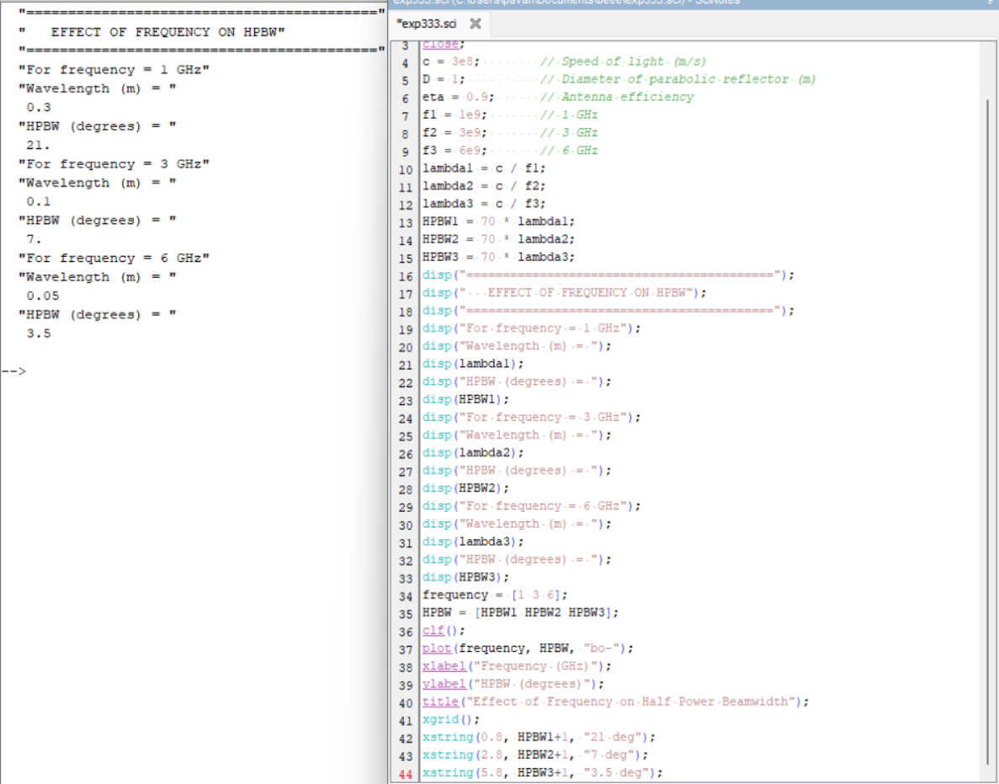 "=========================================="
"   EFFECT OF FREQUENCY ON HPBW"
"=========================================="
"For frequency = 1 GHz"
"Wavelength (m) = "
0.3
"HPBW (degrees) = "
21.
"For frequency = 3 GHz"
"Wavelength (m) = "
0.1
"HPBW (degrees) = "
7.
"For frequency = 6 GHz"
"Wavelength (m) = "
0.05
"HPBW (degrees) = "
3.5
-->
exp333.sci (C:\Users\pavan\Documents\beee\exp333.sci) - SciNotes
*exp333.sci
3 close;
4 c = 3e8;        // Speed of light (m/s)
5 D = 1;          // Diameter of parabolic reflector (m)
6 eta = 0.9;      // Antenna efficiency
7 f1 = 1e9;       // 1 GHz
8 f2 = 3e9;       // 3 GHz
9 f3 = 6e9;       // 6 GHz
10 lambda1 = c / f1;
11 lambda2 = c / f2;
12 lambda3 = c / f3;
13 HPBW1 = 70 * lambda1;
14 HPBW2 = 70 * lambda2;
15 HPBW3 = 70 * lambda3;
16 disp("==========================================");
17 disp("   EFFECT OF FREQUENCY ON HPBW");
18 disp("==========================================");
19 disp("For frequency = 1 GHz");
20 disp("Wavelength (m) = ");
21 disp(lambda1);
22 disp("HPBW (degrees) = ");
23 disp(HPBW1);
24 disp("For frequency = 3 GHz");
25 disp("Wavelength (m) = ");
26 disp(lambda2);
27 disp("HPBW (degrees) = ");
28 disp(HPBW2);
29 disp("For frequency = 6 GHz");
30 disp("Wavelength (m) = ");
31 disp(lambda3);
32 disp("HPBW (degrees) = ");
33 disp(HPBW3);
34 frequency = [1 3 6];
35 HPBW = [HPBW1 HPBW2 HPBW3];
36 clf();
37 plot(frequency, HPBW, "bo-");
38 xlabel("Frequency (GHz)");
39 ylabel("HPBW (degrees)");
40 title("Effect of Frequency on Half Power Beamwidth");
41 xgrid();
42 xstring(0.8, HPBW1+1, "21 deg");
43 xstring(2.8, HPBW2+1, "7 deg");
44 xstring(5.8, HPBW3+1, "3.5 deg");